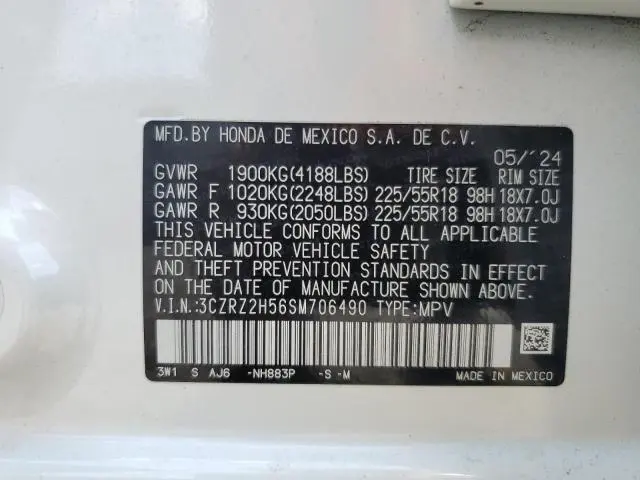 MFD.BY HONDA DE MEXICO S.A. DE C.V.
05/'24
GVWR 1900KG(4188LBS) TIRE SIZE RIM SIZE
GAWR F 1020KG(2248LBS) 225/55R18 98H 18X7.0J
GAWR R 930KG(2050LBS) 225/55R18 98H 18X7.0J
THIS VEHICLE CONFORMS TO ALL APPLICABLE
FEDERAL MOTOR VEHICLE SAFETY
AND THEFT PREVENTION STANDARDS IN EFFECT
ON THE DATE OF MANUFACTURE SHOWN ABOVE.
V.I.N.:3CZRZ2H56SM706490 TYPE:MPV
3W1 S AJ6 -NH883P -S -M MADE IN MEXICO